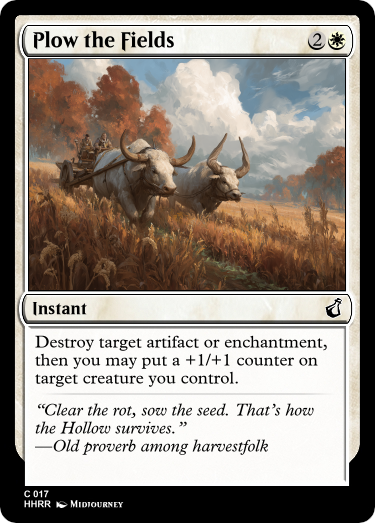 Plow the Fields 2
Instant
Destroy target artifact or enchantment,
then you may put a +1/+1 counter on
target creature you control.
“Clear the rot, sow the seed. That’s how
the Hollow survives.”
—Old proverb among harvestfolk
C 017
HHRR Midjourney